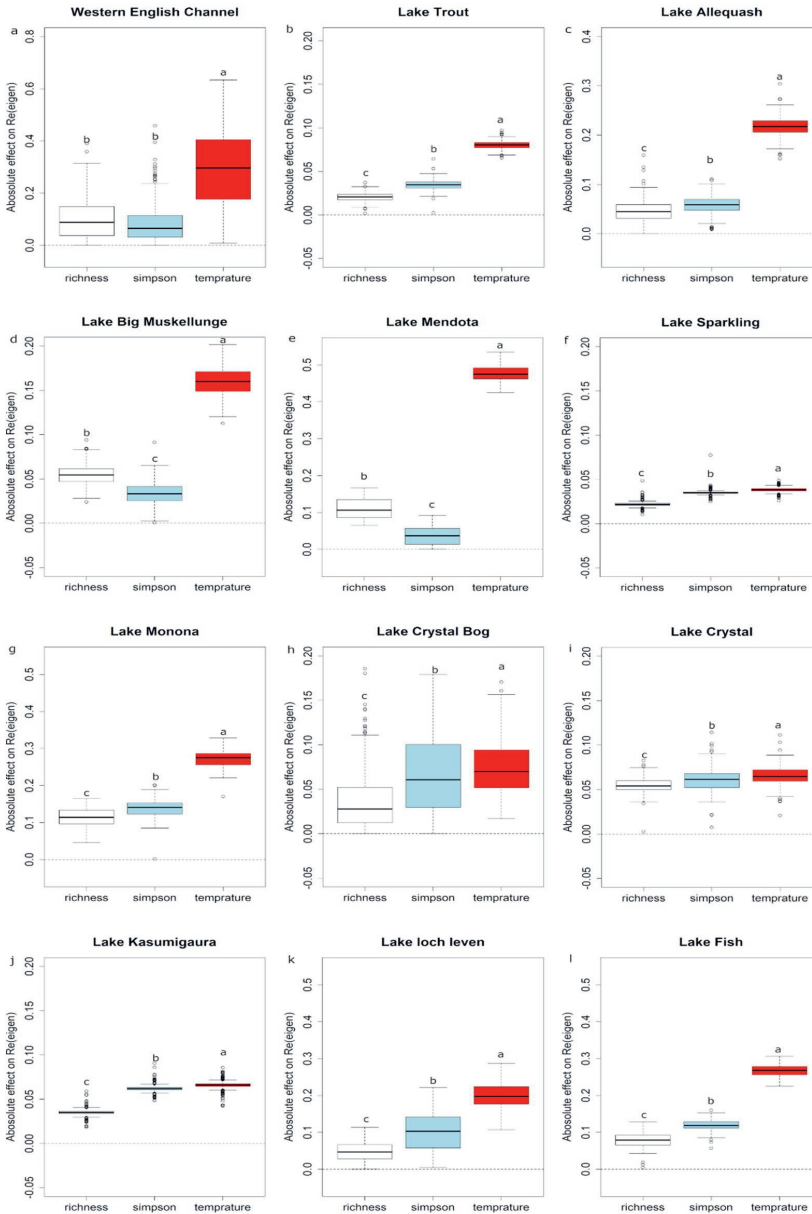 Western English Channel
a
Abosolute effect on Re(eigen)
0.8
0.6
0.4
0.2
0.0
b
b
a
richness simpson temprature
Lake Trout
b
Abosolute effect on Re(eigen)
0.20
0.15
0.10
0.05
0.00
-0.05
c
b
a
richness simpson temprature
Lake Allequash
c
Abosolute effect on Re(eigen)
0.4
0.3
0.2
0.1
0.0
c
b
a
richness simpson temprature
Lake Big Muskellunge
d
Abosolute effect on Re(eigen)
0.20
0.15
0.10
0.05
0.00
-0.05
b
c
a
richness simpson temprature
Lake Mendota
e
Abosolute effect on Re(eigen)
0.5
0.4
0.3
0.2
0.1
0.0
b
c
a
richness simpson temprature
Lake Sparkling
f
Abosolute effect on Re(eigen)
0.20
0.15
0.10
0.05
0.00
-0.05
c
b
a
richness simpson temprature
Lake Monona
g
Abosolute effect on Re(eigen)
0.5
0.4
0.3
0.2
0.1
0.0
c
b
a
richness simpson temprature
Lake Crystal Bog
h
Abosolute effect on Re(eigen)
0.20
0.15
0.10
0.05
0.00
-0.05
c
b
a
richness simpson temprature
Lake Crystal
i
Abosolute effect on Re(eigen)
0.20
0.15
0.10
0.05
0.00
-0.05
c
b
a
richness simpson temprature
Lake Kasumigaura
j
Abosolute effect on Re(eigen)
0.20
0.15
0.10
0.05
0.00
-0.05
c
b
a
richness simpson temprature
Lake loch leven
k
Abosolute effect on Re(eigen)
0.5
0.4
0.3
0.2
0.1
0.0
c
b
a
richness simpson temprature
Lake Fish
l
Abosolute effect on Re(eigen)
0.5
0.4
0.3
0.2
0.1
0.0
c
b
a
richness simpson temprature